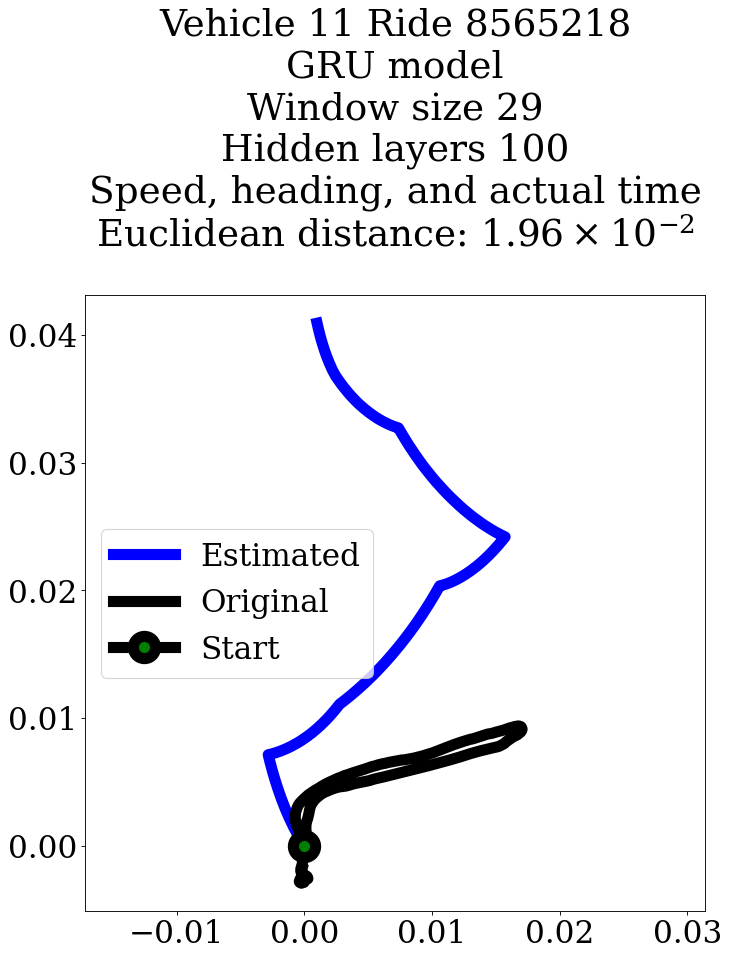 Vehicle 11 Ride 8565218
GRU model
Window size 29
Hidden layers 100
Speed, heading, and actual time
Euclidean distance: 1.96 × 10⁻²
0.04
0.03
0.02
0.01
0.00
Estimated
Original
Start
−0.01 0.00 0.01 0.02 0.03